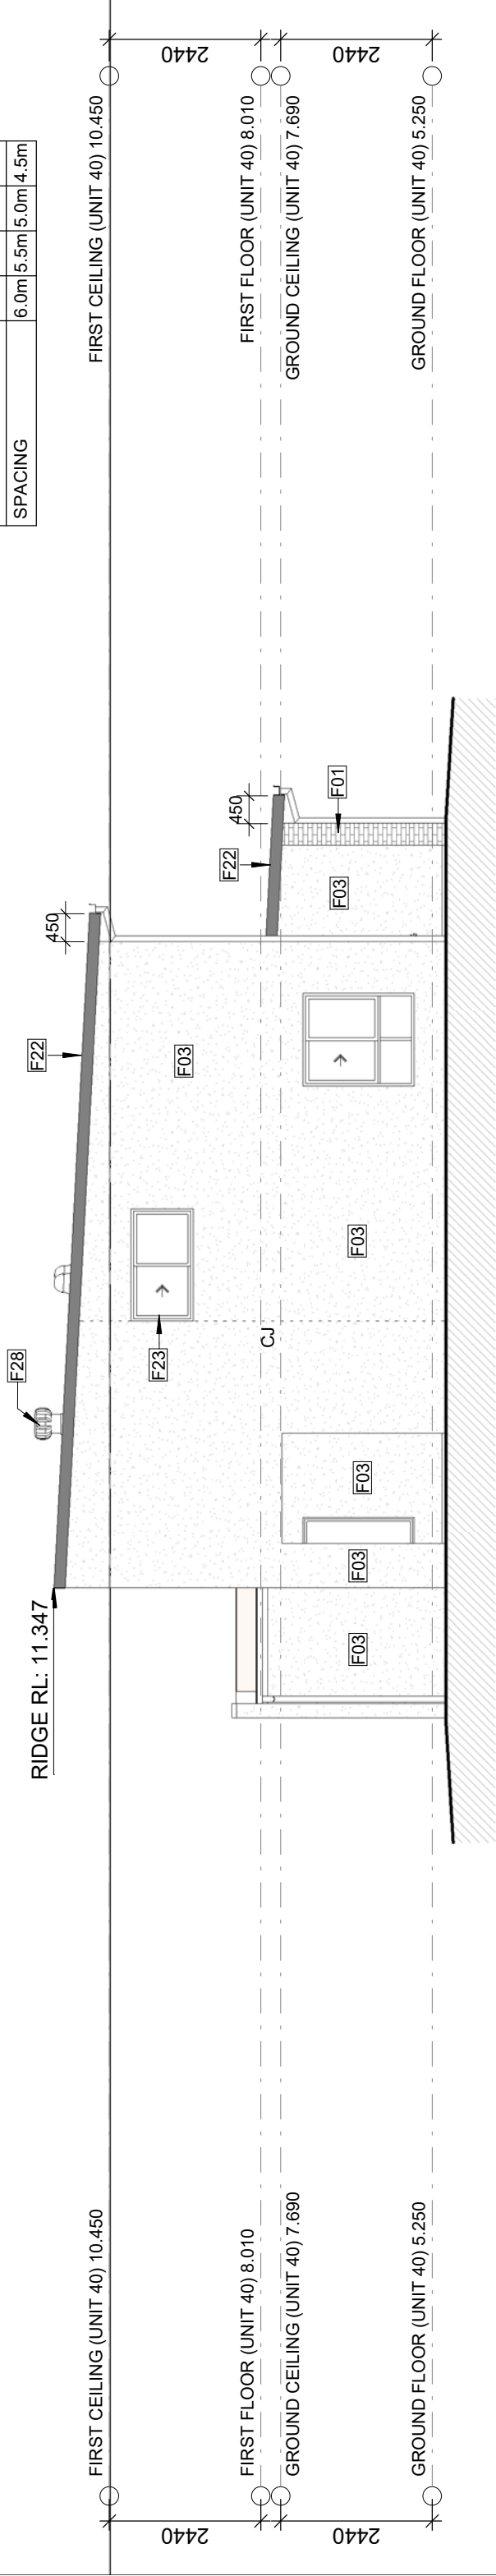 SPACING 6.0m 5.5m 5.0m 4.5m
RIDGE RL: 11.347
F28
F22
450
FIRST CEILING (UNIT 40) 10.450
FIRST CEILING (UNIT 40) 10.450
2440
2440
F23
F03
F22
450
CJ
FIRST FLOOR (UNIT 40) 8.010
FIRST FLOOR (UNIT 40) 8.010
GROUND CEILING (UNIT 40) 7.690
GROUND CEILING (UNIT 40) 7.690
2440
2440
F03
F03
F03
F03
F03
F01
GROUND FLOOR (UNIT 40) 5.250
GROUND FLOOR (UNIT 40) 5.250